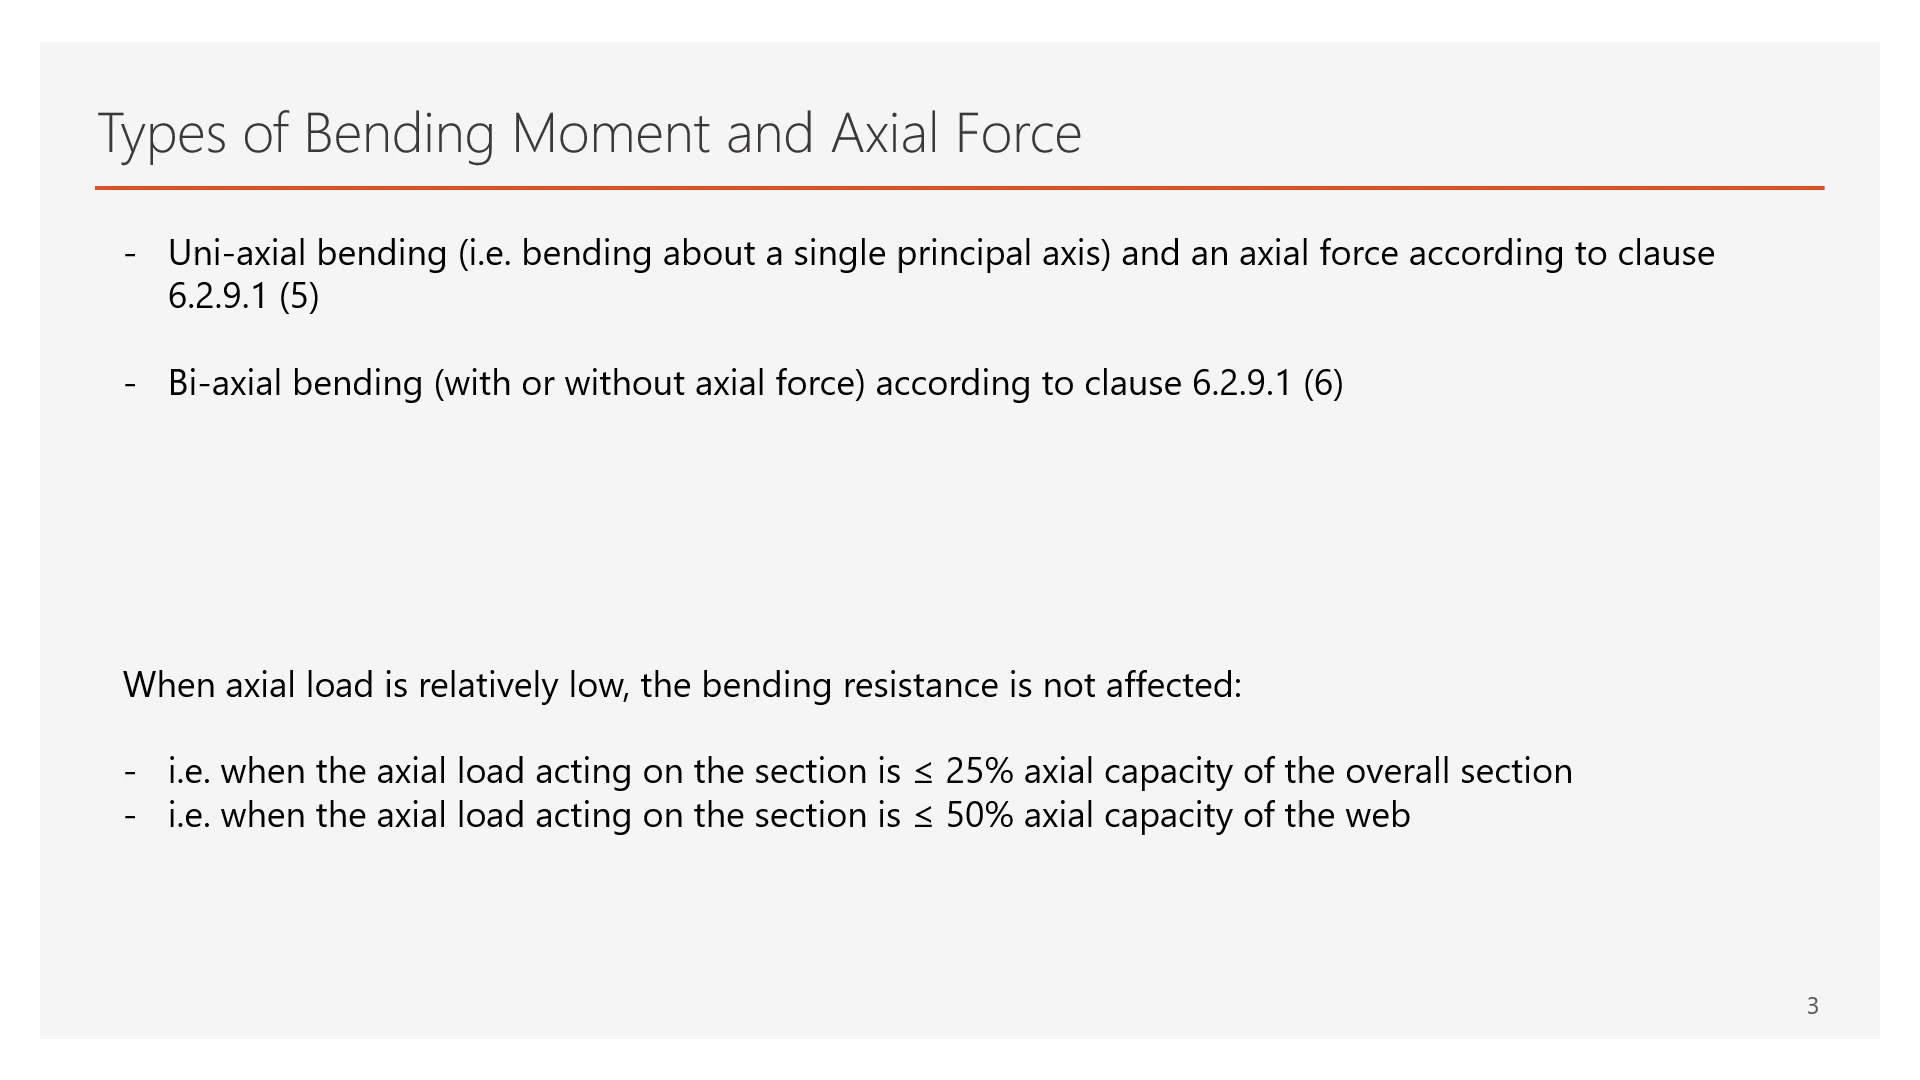 Types of Bending Moment and Axial Force
- Uni-axial bending (i.e. bending about a single principal axis) and an axial force according to clause
6.2.9.1 (5)
- Bi-axial bending (with or without axial force) according to clause 6.2.9.1 (6)
When axial load is relatively low, the bending resistance is not affected:
- i.e. when the axial load acting on the section is ≤ 25% axial capacity of the overall section
- i.e. when the axial load acting on the section is ≤ 50% axial capacity of the web
3